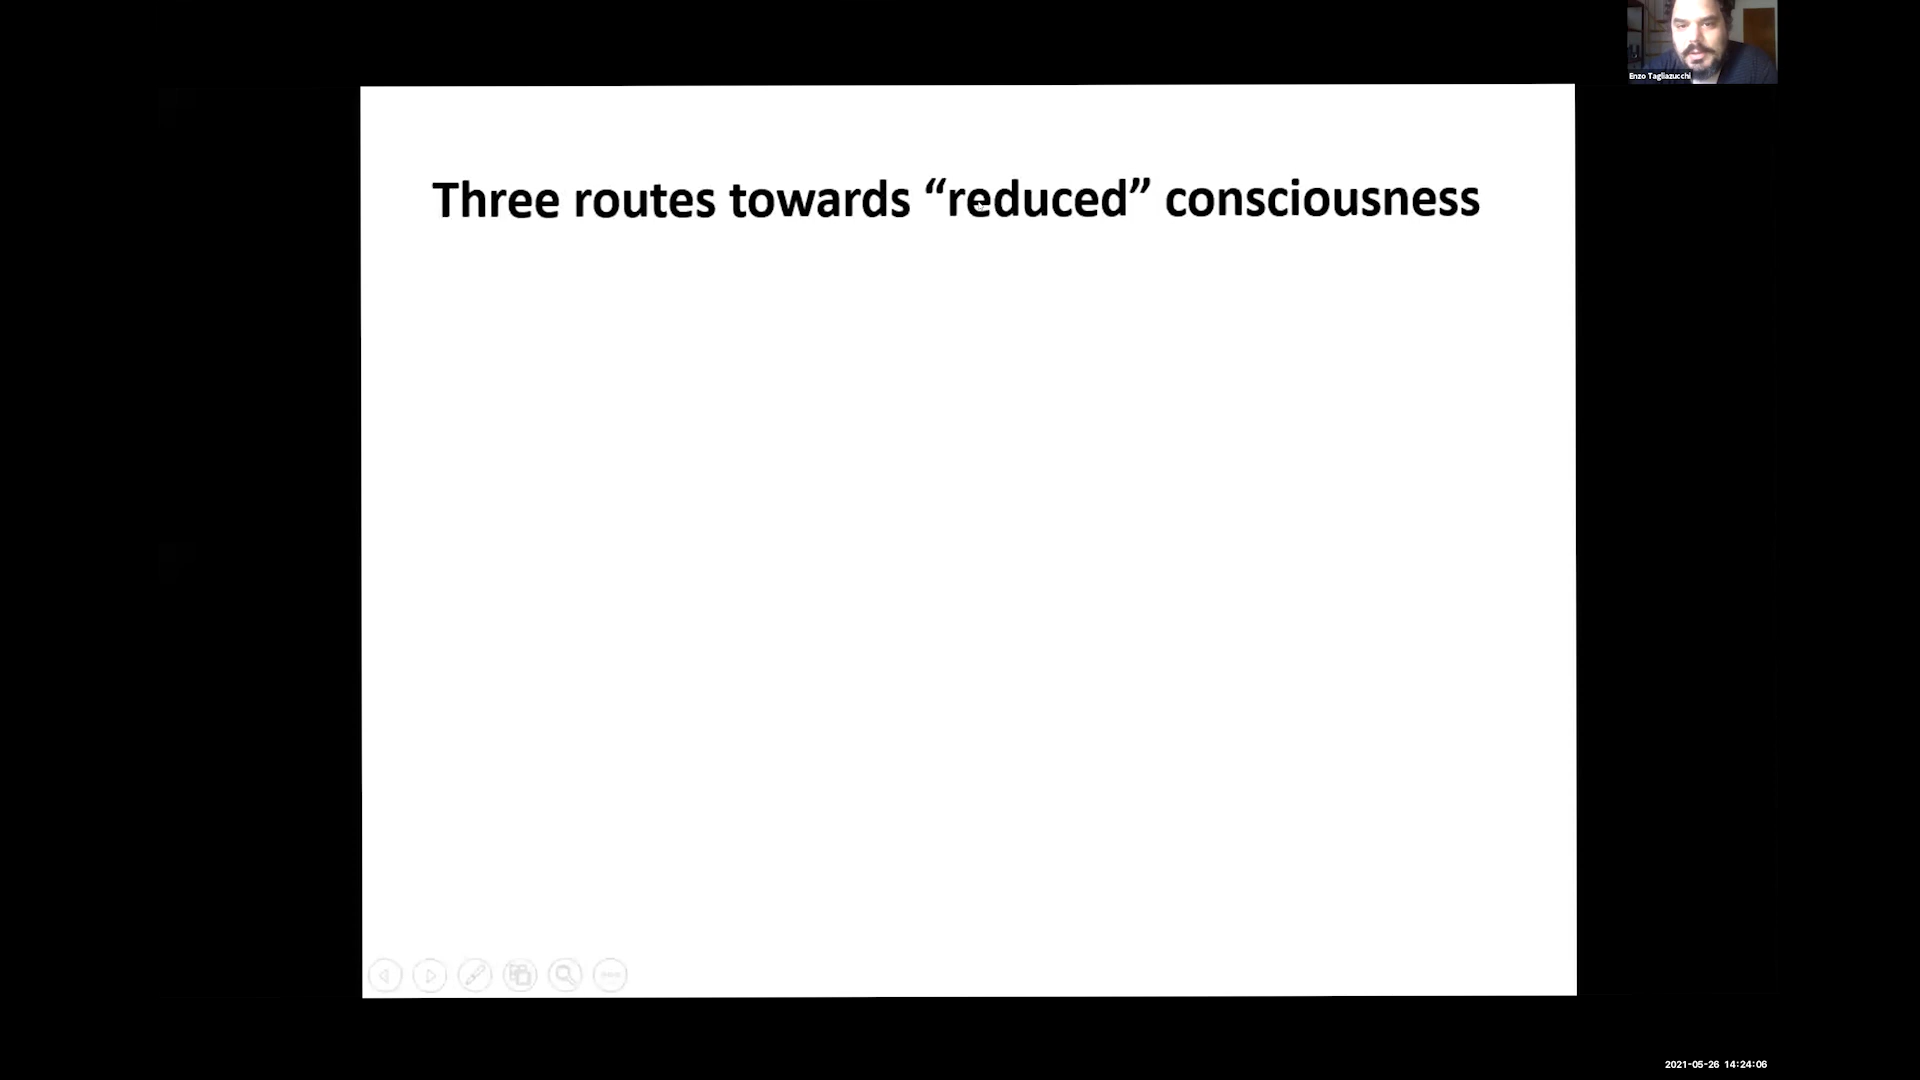 Enzo Tagliazucchi
Three routes towards “reduced” consciousness
2021-05-26 14:24:06